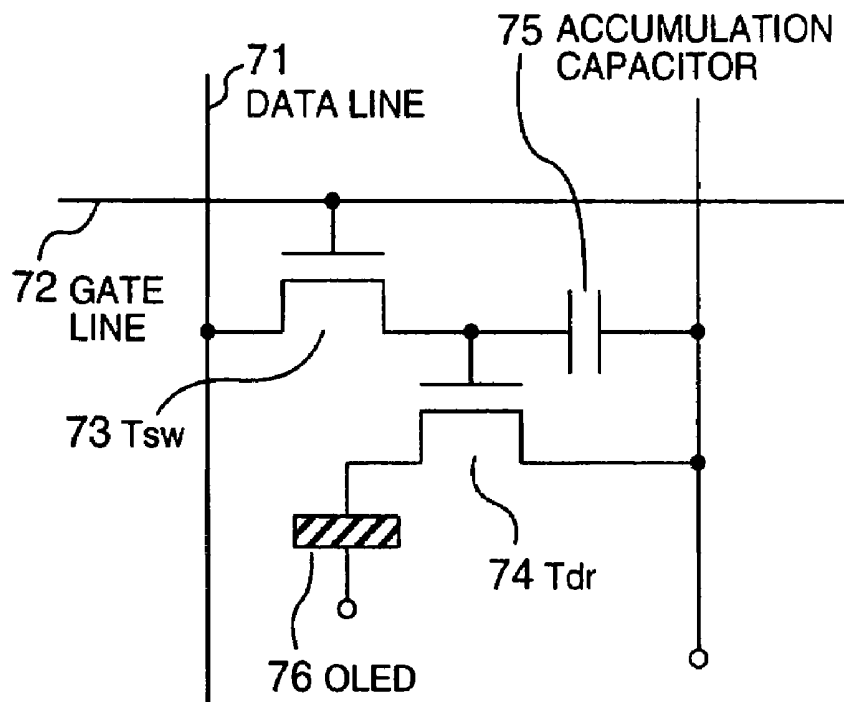 75 ACCUMULATION
CAPACITOR
71
DATA LINE
72 GATE
LINE
73 Tsw
74 Tdr
76 OLED